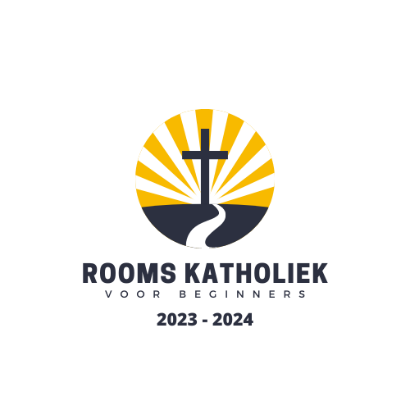 ROOMS KATHOLIEK
VOOR BEGINNERS
2023 - 2024